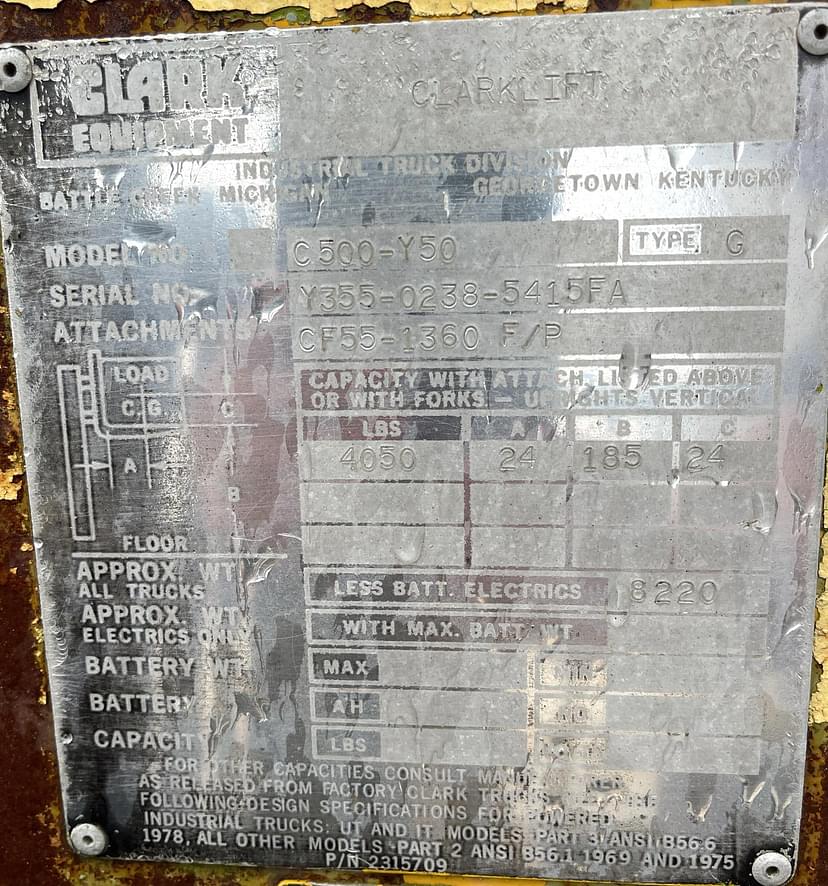 CLARK
EQUIPMENT
CLARKLIFT
INDUSTRIAL TRUCK DIVISION
BATTLE CREEK MICHIGAN GEORGETOWN KENTUCKY
MODEL NO C500-Y50 TYPE G
SERIAL NO. Y355-0238-5415FA
ATTACHMENTS CF55-1360 F/P
LOAD
C.G. C
A
B
FLOOR
CAPACITY WITH ATTACH. LISTED ABOVE
OR WITH FORKS - UPRIGHTS VERTICAL
LBS A B C
4050 24 185 24
APPROX. WT.
ALL TRUCKS
LESS BATT. ELECTRICS 8220
APPROX. WT.
ELECTRICS ONLY
WITH MAX. BATT. WT.
BATTERY WT. MAX MIN
BATTERY AH
CAPACITY LBS
FOR OTHER CAPACITIES CONSULT
AS RELEASED FROM FACTORY CLARK
FOLLOWING DESIGN SPECIFICATIONS FOR POWERED
INDUSTRIAL TRUCKS: UT AND IT MODELS-PART 3 ANSI B56.6
1978, ALL OTHER MODELS-PART 2 ANSI B56.1 1969 AND 1975
P/N 2315709